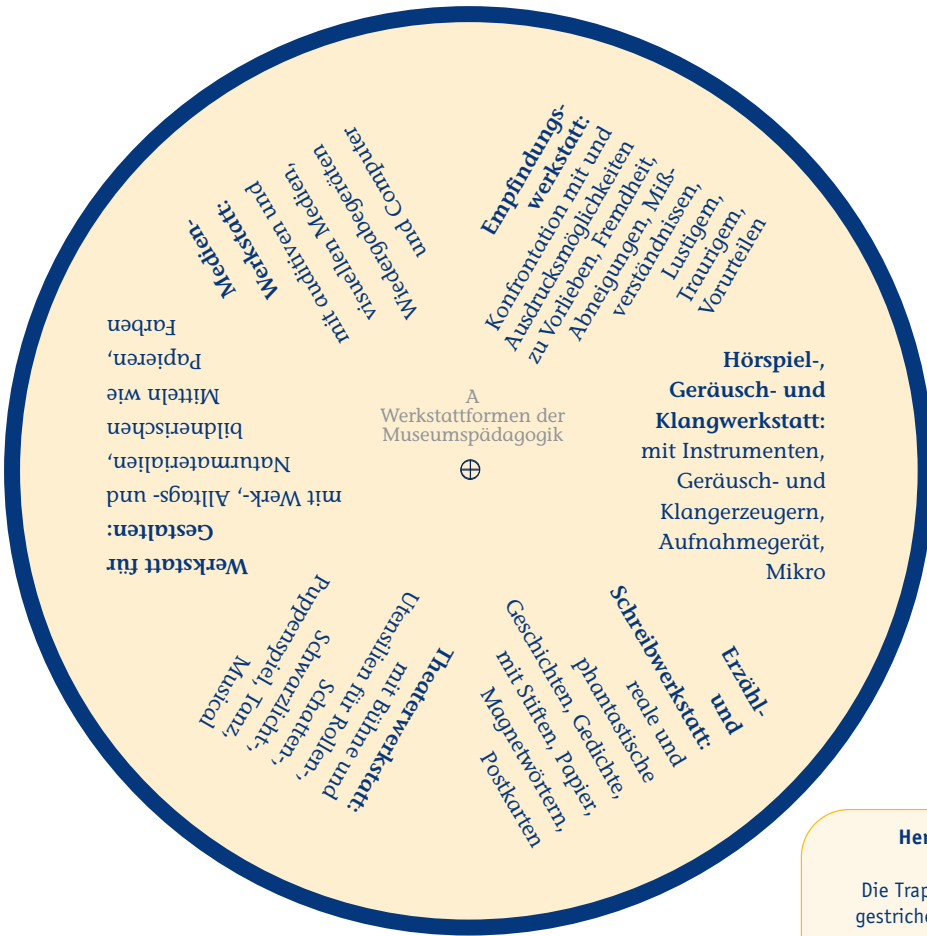 A
Werkstattformen der
Museumspädagogik
Empfindungs-
werkstatt:
Konfrontation mit und
Ausdrucksmöglichkeiten
zu Vorlieben, Fremdheit,
Abneigungen, Miß-
verständnissen,
Lustigem,
Traurigem,
Vorurteilen
Hörspiel-,
Geräusch- und
Klangwerkstatt:
mit Instrumenten,
Geräusch- und
Klangerzeugern,
Aufnahmegerät,
Mikro
Erzähl-
und
Schreibwerkstatt:
reale und
phantastische
Geschichten, Gedichte,
mit Stiften, Papier,
Magnetwörtern,
Postkarten
Theaterwerkstatt:
mit Bühne und
Utensilien für Rollen-,
Schatten-,
Schwarzlicht-,
Puppenspiel, Tanz,
Musical
Werkstatt für
Gestalten:
mit Werk-, Alltags- und
Naturmaterialien,
bildnerischen
Mitteln wie
Papieren,
Farben
Medien-
Werkstatt:
mit auditiven und
visuellen Medien,
Wiedergabegeräten
und Computer
Her
Die Trap
gestriche